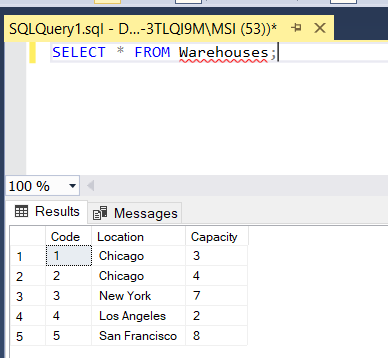 SQLQuery1.sql - D...-3TLQI9M\MSI (53))*
SELECT * FROM Warehouses;
100 %
Results Messages
Code Location Capacity
1 1 Chicago 3
2 2 Chicago 4
3 3 New York 7
4 4 Los Angeles 2
5 5 San Francisco 8